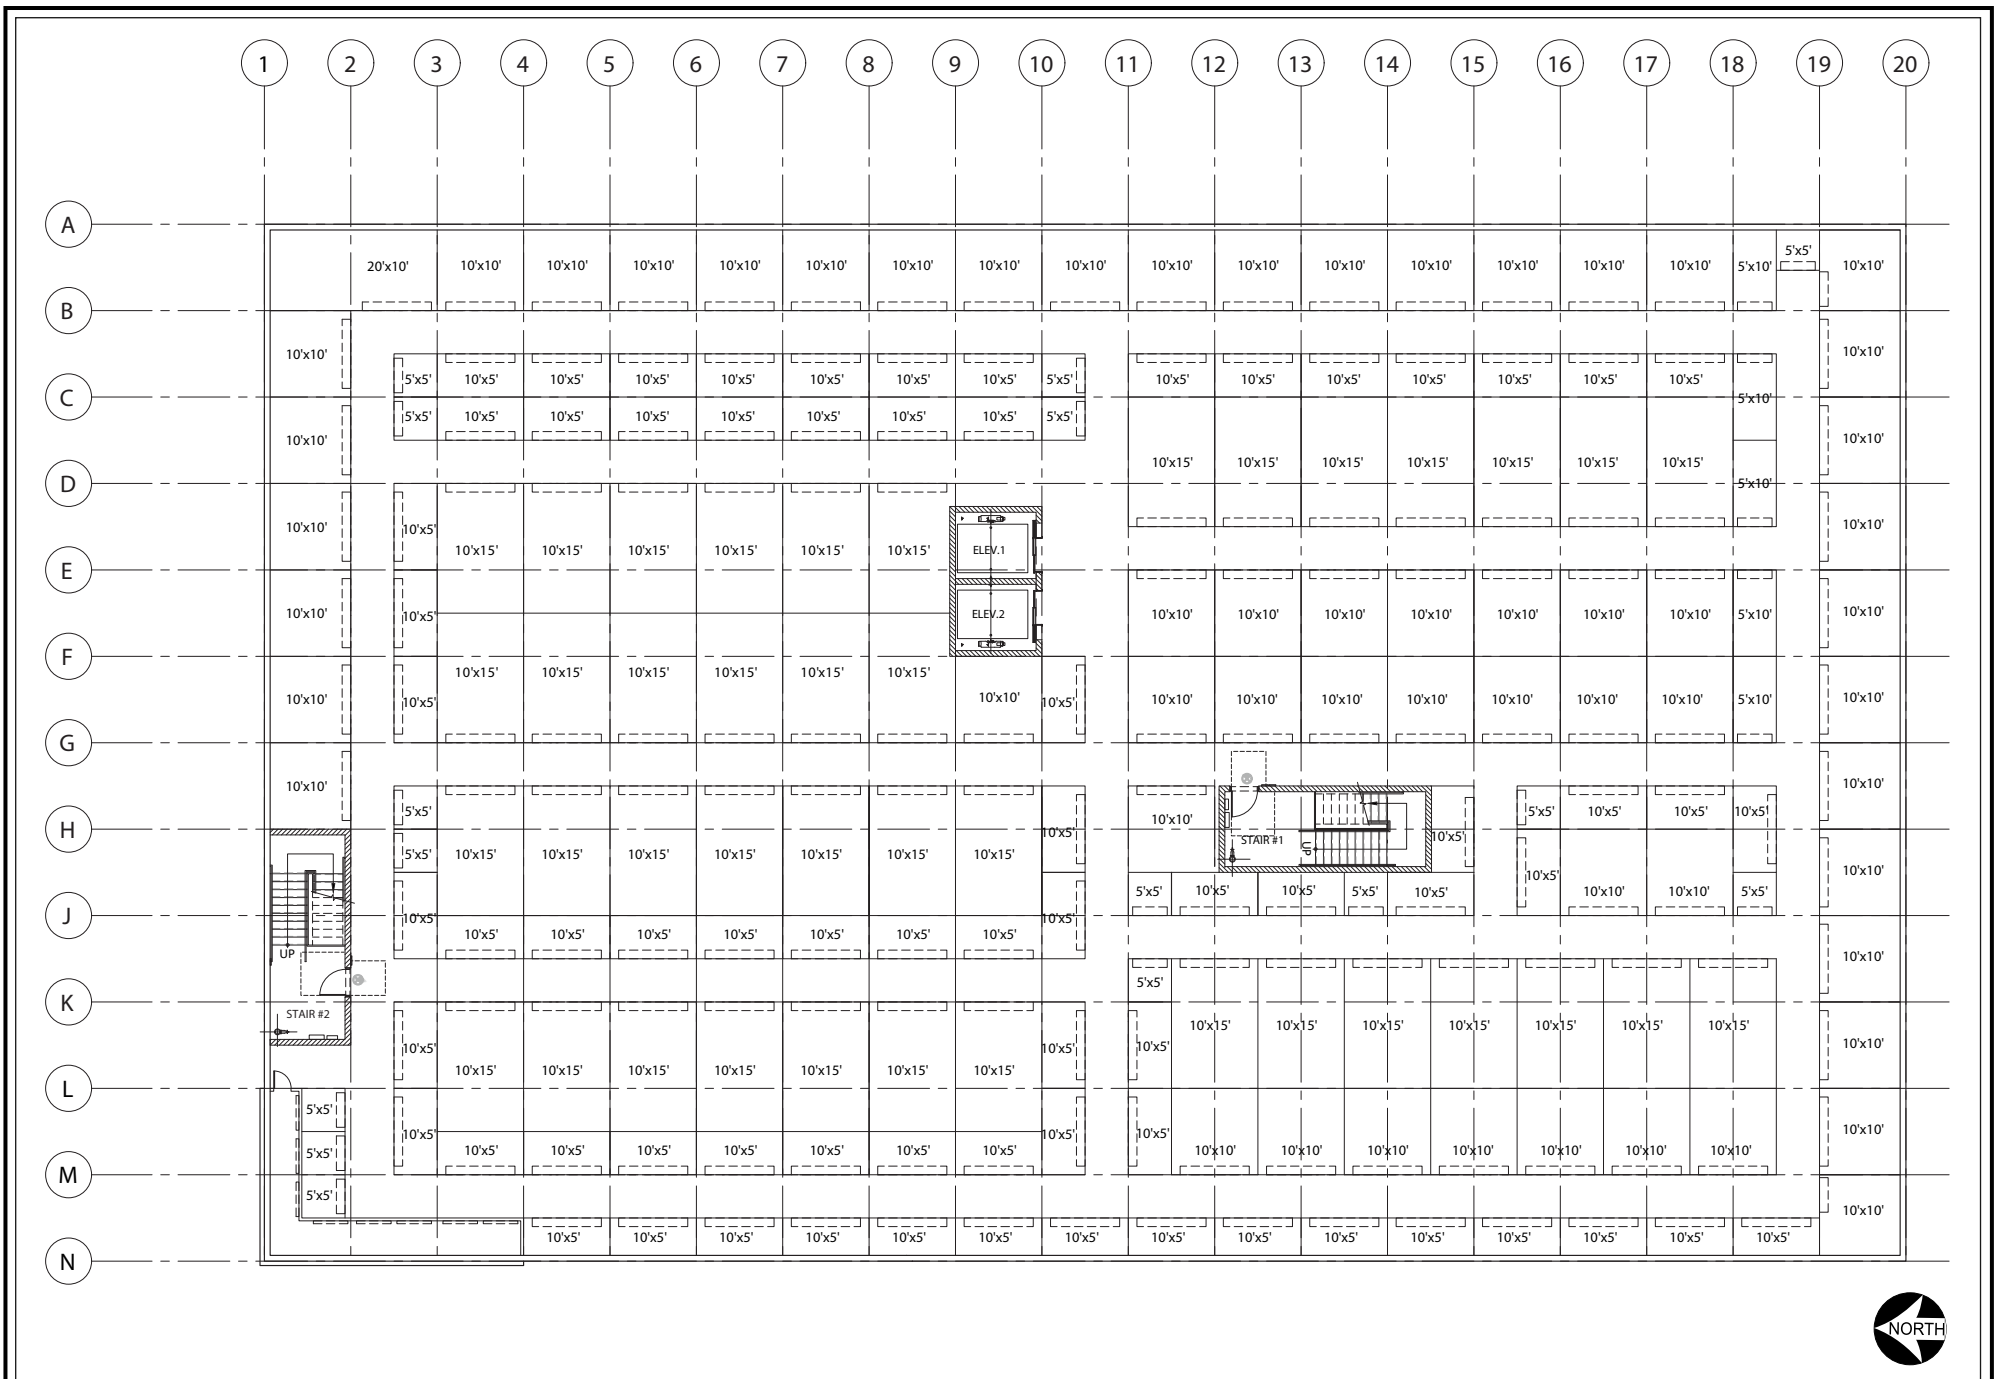 1 2 3 4 5 6 7 8 9 10 11 12 13 14 15 16 17 18 19 20
A
20'x10' 10'x10' 10'x10' 10'x10' 10'x10' 10'x10' 10'x10' 10'x10' 10'x10' 10'x10' 10'x10' 10'x10' 10'x10' 10'x10' 10'x10' 10'x10' 5'x10' 5'x5' 10'x10'
B
10'x10' 10'x10'
5'x5' 10'x5' 10'x5' 10'x5' 10'x5' 10'x5' 10'x5' 10'x5' 5'x5' 10'x5' 10'x5' 10'x5' 10'x5' 10'x5' 10'x5' 10'x5'
C
5'x10'
5'x5' 10'x5' 10'x5' 10'x5' 10'x5' 10'x5' 10'x5' 10'x5' 5'x5'
10'x10' 10'x10'
10'x15' 10'x15' 10'x15' 10'x15' 10'x15' 10'x15' 10'x15'
D
5'x10'
10'x10' 10'x5' 10'x10'
10'x15' 10'x15' 10'x15' 10'x15' 10'x15' 10'x15' ELEV.1
E
10'x10' 10'x5' ELEV.2 10'x10' 10'x10' 10'x10' 10'x10' 10'x10' 10'x10' 10'x10' 5'x10' 10'x10'
F
10'x15' 10'x15' 10'x15' 10'x15' 10'x15' 10'x15'
10'x10' 10'x5' 10'x10' 10'x5' 10'x10' 10'x10' 10'x10' 10'x10' 10'x10' 10'x10' 10'x10' 5'x10' 10'x10'
G
10'x10' 10'x10'
5'x5' 5'x5' 10'x5' 10'x5' 10'x5'
10'x10'
H
10'x5' STAIR #1 UP 10'x5'
5'x5' 10'x15' 10'x15' 10'x15' 10'x15' 10'x15' 10'x15' 10'x15'
10'x5' 10'x10'
5'x5' 10'x5' 10'x5' 5'x5' 10'x5' 10'x10' 10'x10' 5'x5'
J
10'x5' 10'x5'
10'x5' 10'x5' 10'x5' 10'x5' 10'x5' 10'x5' 10'x5'
UP 10'x10'
5'x5'
K
STAIR #2
10'x15' 10'x15' 10'x15' 10'x15' 10'x15' 10'x15' 10'x15'
10'x5' 10'x5' 10'x5' 10'x10'
10'x15' 10'x15' 10'x15' 10'x15' 10'x15' 10'x15' 10'x15'
L
5'x5'
10'x5' 10'x5' 10'x5' 10'x10'
5'x5' 10'x5' 10'x5' 10'x5' 10'x5' 10'x5' 10'x5' 10'x5' 10'x10' 10'x10' 10'x10' 10'x10' 10'x10' 10'x10' 10'x10'
M
5'x5' 10'x10'
10'x5' 10'x5' 10'x5' 10'x5' 10'x5' 10'x5' 10'x5' 10'x5' 10'x5' 10'x5' 10'x5' 10'x5' 10'x5' 10'x5' 10'x5'
N
NORTH